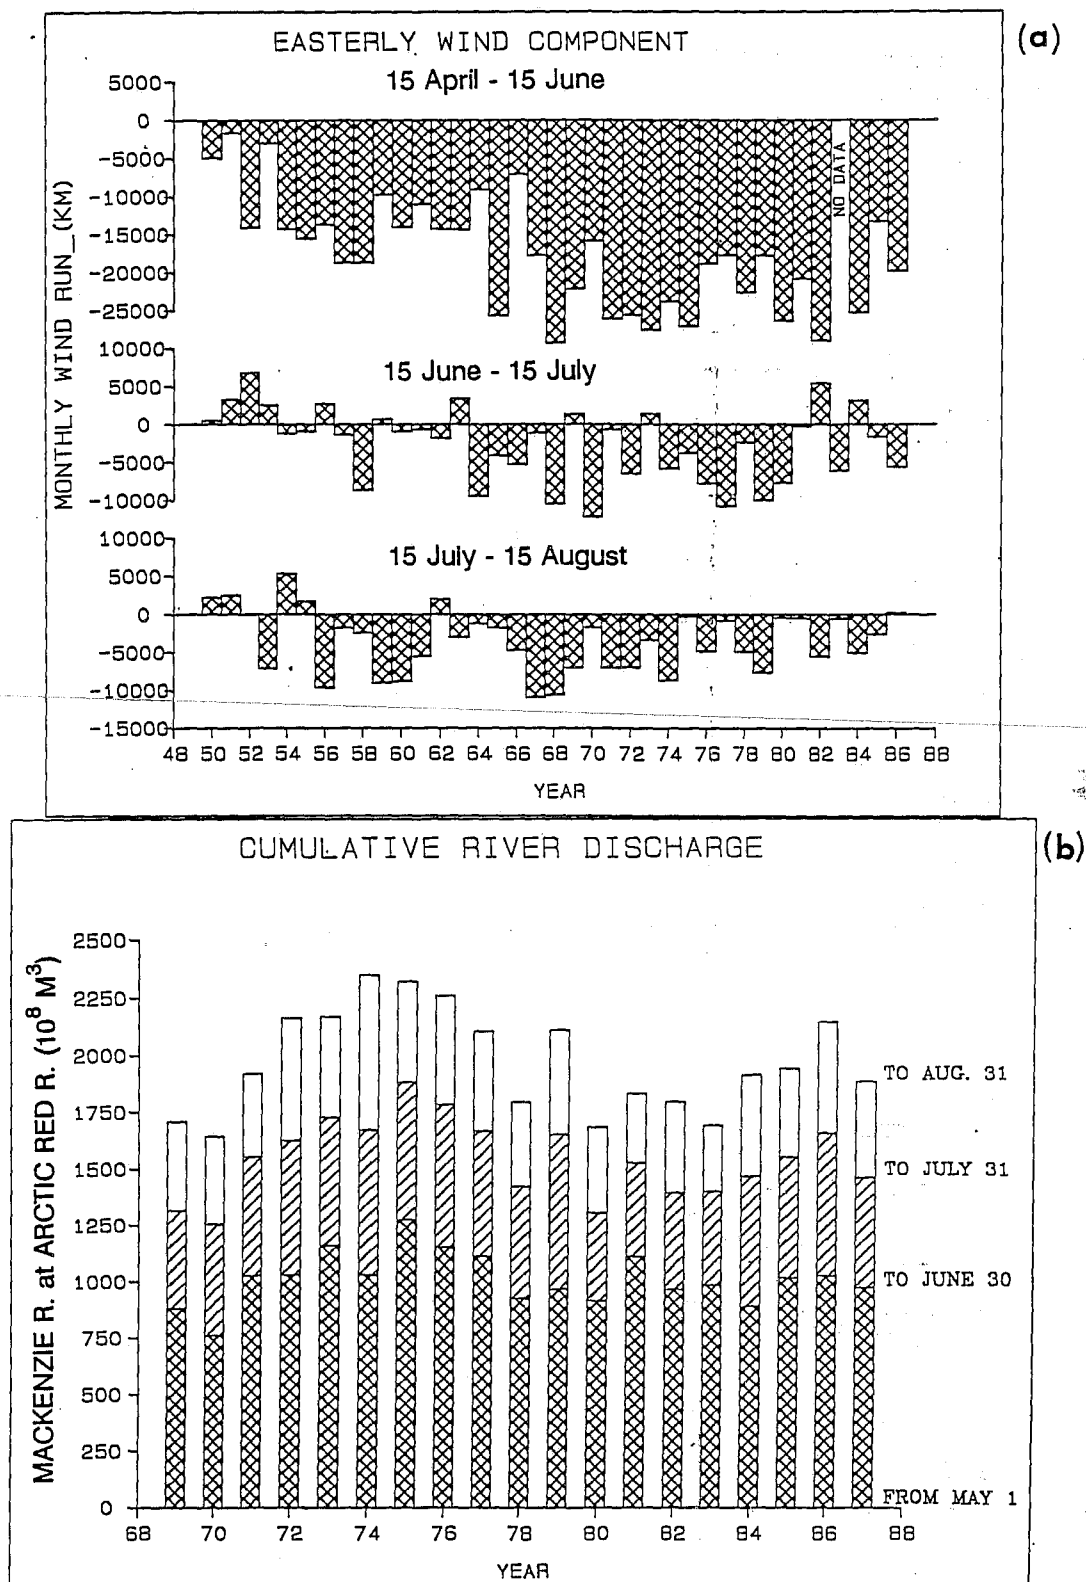 EASTERLY WIND COMPONENT
(a)
15 April - 15 June
MONTHLY WIND RUN_(KM)
5000
0
-5000
-10000
-15000
-20000
-25000
NO DATA
15 June - 15 July
10000
5000
0
-5000
-10000
15 July - 15 August
10000
5000
0
-5000
-10000
-15000
48 50 52 54 56 58 60 62 64 66 68 70 72 74 76 78 80 82 84 86 88
YEAR
CUMULATIVE RIVER DISCHARGE
(b)
MACKENZIE R. at ARCTIC RED R. (10⁸ M³)
2500
2250
2000
1750
1500
1250
1000
750
500
250
0
TO AUG. 31
TO JULY 31
TO JUNE 30
FROM MAY 1
68 70 72 74 76 78 80 82 84 86 88
YEAR